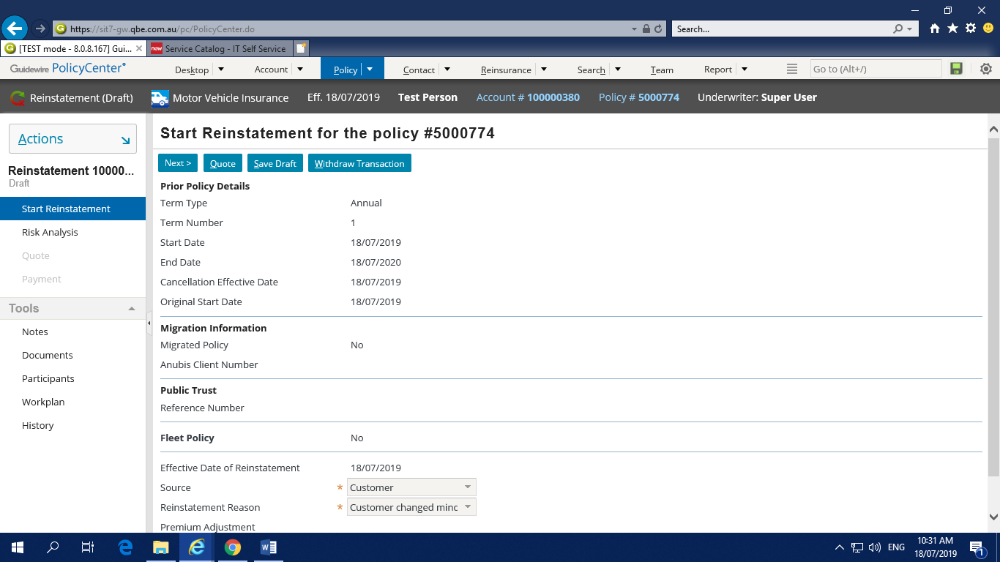 https://sit7-gw.qbe.com.au/pc/PolicyCenter.do
Search...
[TEST mode - 8.0.8.167] Gui...
now Service Catalog - IT Self Service
Guidewire PolicyCenter
Desktop
Account
Policy
Contact
Reinsurance
Search
Team
Report
Go to (Alt+/)
Reinstatement (Draft)
Motor Vehicle Insurance
Eff. 18/07/2019
Test Person
Account # 100000380
Policy # 5000774
Underwriter: Super User
Actions
Reinstatement 10000...
Draft
Start Reinstatement
Risk Analysis
Quote
Payment
Tools
Notes
Documents
Participants
Workplan
History
Start Reinstatement for the policy #5000774
Next >
Quote
Save Draft
Withdraw Transaction
Prior Policy Details
Term Type Annual
Term Number 1
Start Date 18/07/2019
End Date 18/07/2020
Cancellation Effective Date 18/07/2019
Original Start Date 18/07/2019
Migration Information
Migrated Policy No
Anubis Client Number
Public Trust
Reference Number
Fleet Policy No
Effective Date of Reinstatement 18/07/2019
Source * Customer
Reinstatement Reason * Customer changed minc
Premium Adjustment
ENG
10:31 AM
18/07/2019
1